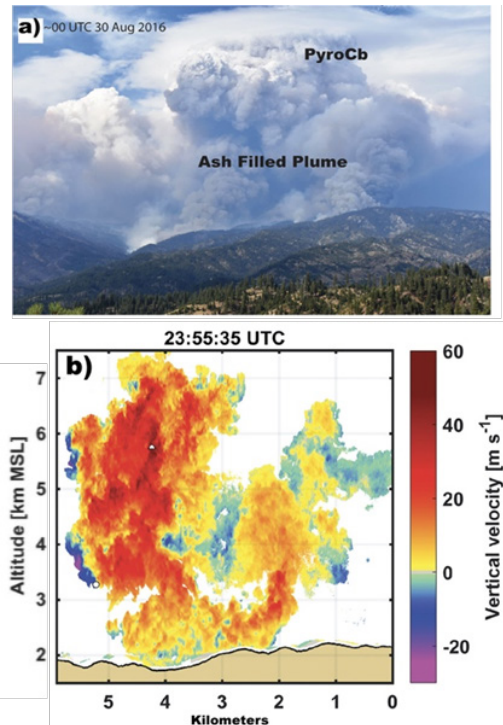 a) ~00 UTC 30 Aug 2016
PyroCb
Ash Filled Plume
23:55:35 UTC
b)
Altitude [km MSL]
7
6
5
4
3
2
5 4 3 2 1 0
Kilometers
60
40
20
0
-20
Vertical velocity [m s-1]